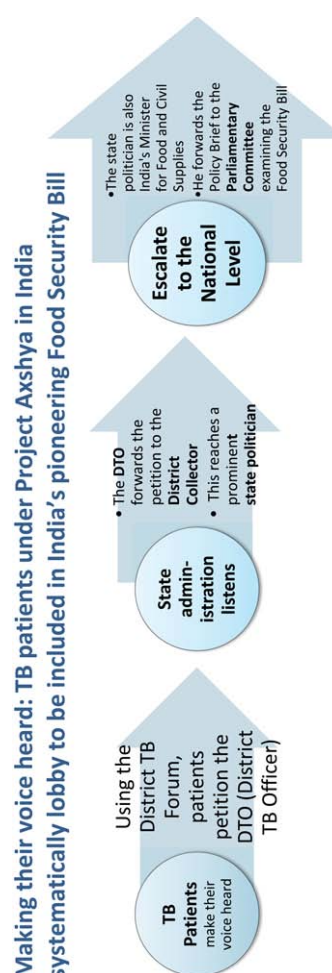 Making their voice heard: TB patients under Project Axshya in India
systematically lobby to be included in India's pioneering Food Security Bill
TB
Patients
make their
voice heard
Using the
District TB
Forum,
patients
petition the
DTO (District
TB Officer)
State
admin-
istration
listens
• The DTO
forwards the
petition to the
District
Collector
• This reaches a
prominent
state politician
Escalate
to the
National
Level
•The state
politician is also
India's Minister
for Food and Civil
Supplies
•He forwards the
Policy Brief to the
Parliamentary
Committee
examining the
Food Security Bill